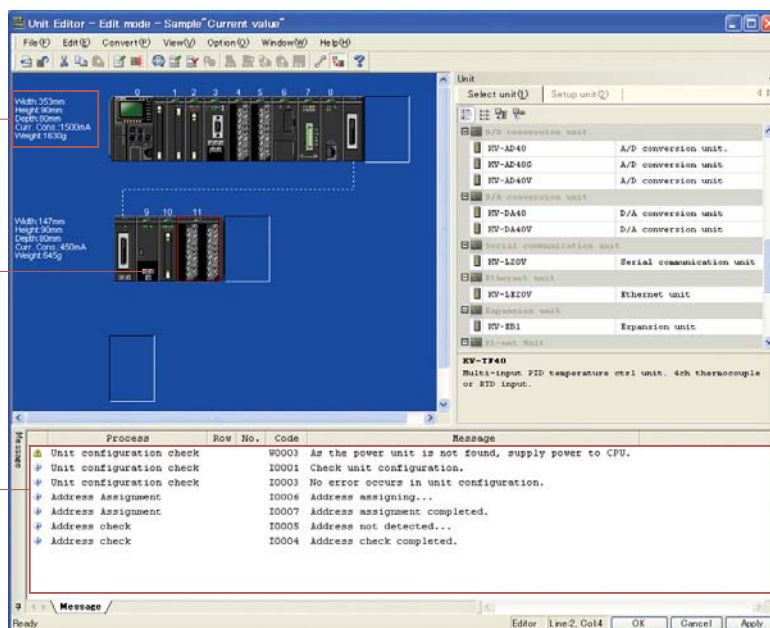 Unit Editor - Edit mode - Sample"Current value"
File(F) Edit(E) Convert(P) View(V) Option(O) Window(W) Help(H)
Width:353mm
Height:90mm
Depth:80mm
Curr. Cons.:1500mA
Weight:1630g
0 1 2 3 4 5 6 7 8
Width:147mm
Height:90mm
Depth:80mm
Curr. Cons.:450mA
Weight:645g
9 10 11
Unit
Select unit(1) Setup unit(2)
conversion unit
KV-AD40 A/D conversion unit.
KV-AD40G A/D conversion unit
KV-AD40V A/D conversion unit
D/A conversion unit
KV-DA40 D/A conversion unit
KV-DA40V D/A conversion unit
Serial communication unit
KV-L20V Serial communication unit
Ethernet unit
KV-LE20V Ethernet unit
Expansion unit
KV-EB1 Expansion unit
Unit
KV-TF40
Multi-input PID temperature ctrl unit. 4ch thermocouple
or RTD input.
Message
Process Row No. Code Message
Unit configuration check W0003 As the power unit is not found, supply power to CPU.
Unit configuration check I0001 Check unit configuration.
Unit configuration check I0003 No error occurs in unit configuration.
Address Assignment I0006 Address assigning...
Address Assignment I0007 Address assignment completed.
Address check I0005 Address not detected...
Address check I0004 Address check completed.
Message
Ready Editor Line:2, Col:4 OK Cancel Apply